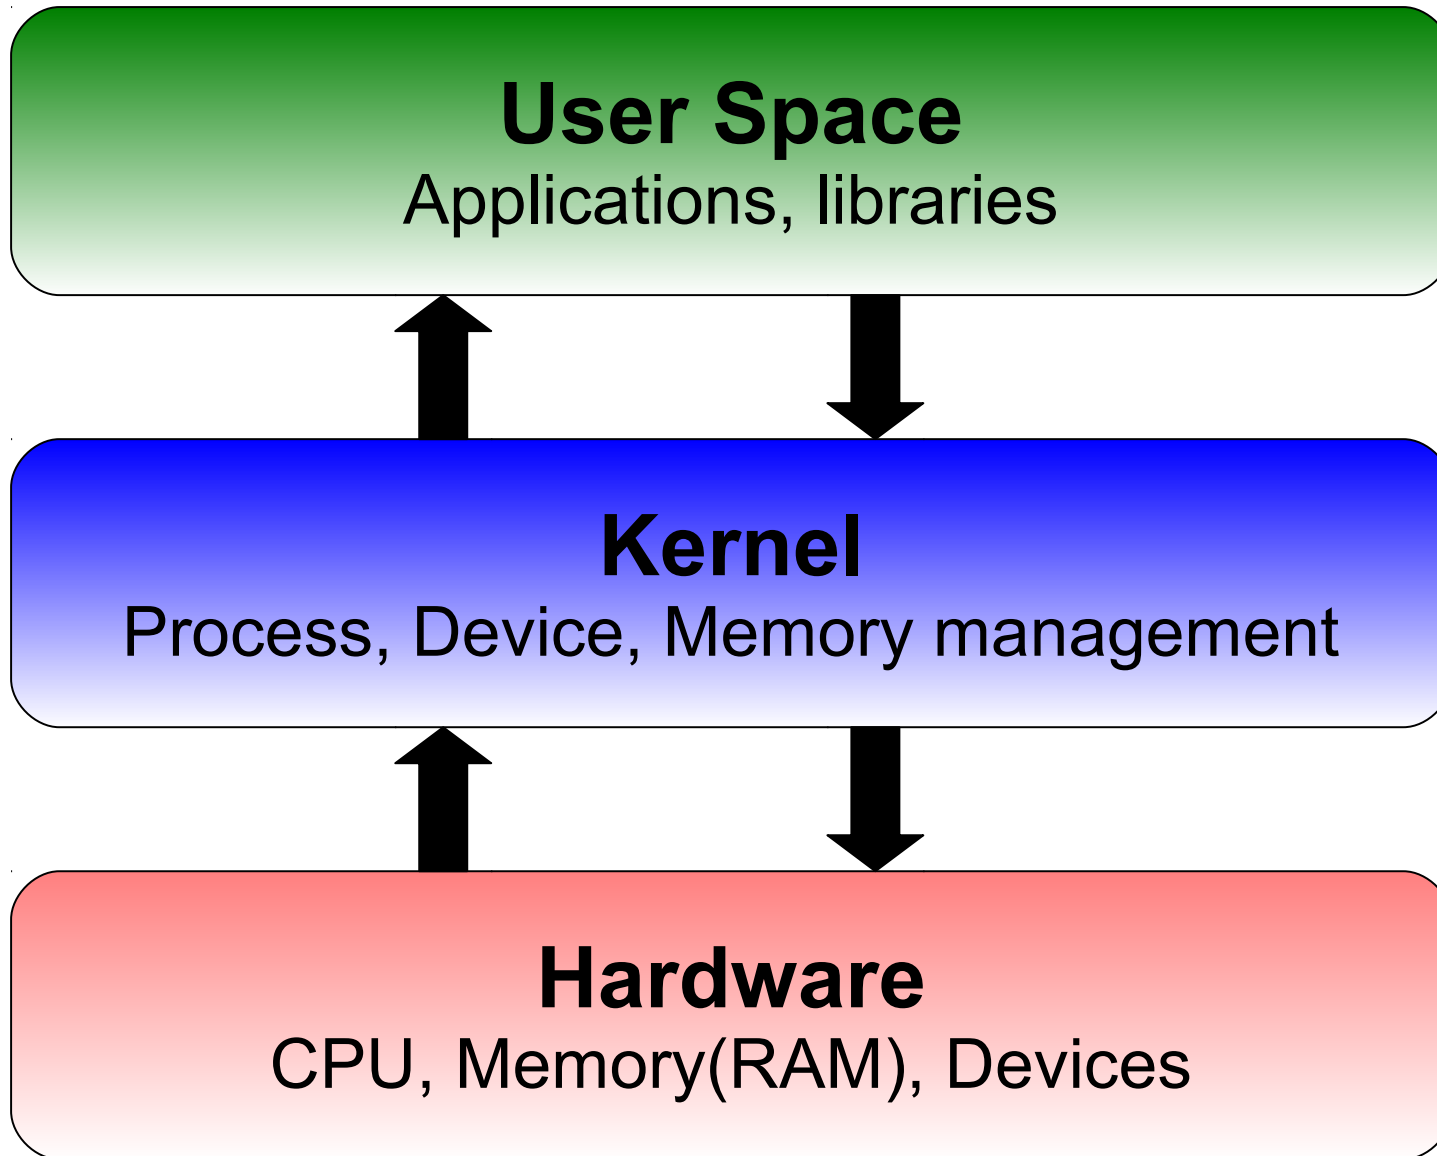 User Space
Applications, libraries
Kernel
Process, Device, Memory management
Hardware
CPU, Memory(RAM), Devices